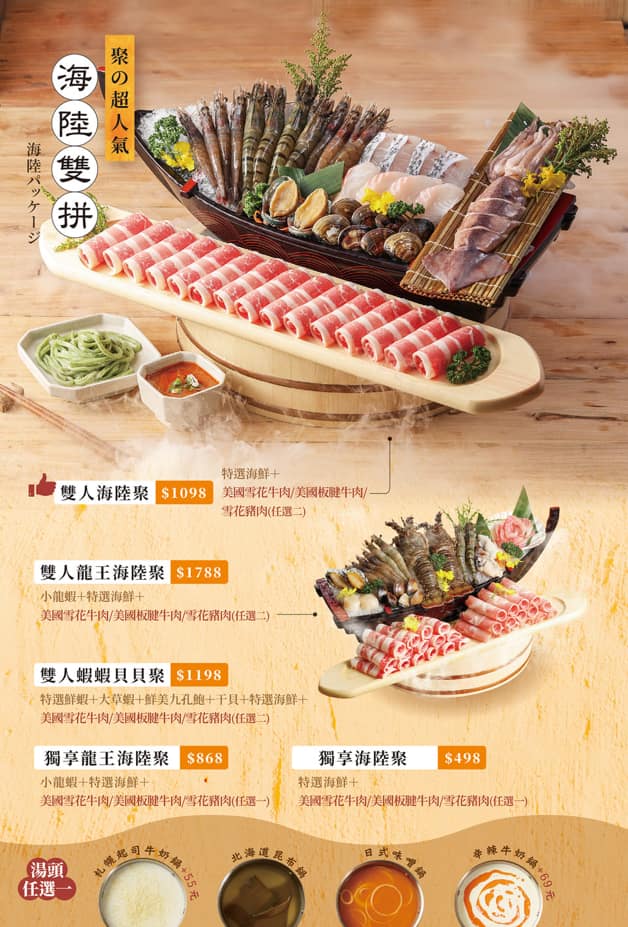 聚の超人氣
海陸雙拼
海陸パッケージ
雙人海陸聚 $1098
特選海鮮+
美國雪花牛肉/美國板腱牛肉/
雪花豬肉(任選二)
雙人龍王海陸聚 $1788
小龍蝦+特選海鮮+
美國雪花牛肉/美國板腱牛肉/雪花豬肉(任選二)
雙人蝦蝦貝貝聚 $1198
特選鮮蝦+大草蝦+鮮美九孔鮑+干貝+特選海鮮+
美國雪花牛肉/美國板腱牛肉/雪花豬肉(任選二)
獨享龍王海陸聚 $868
小龍蝦+特選海鮮+
美國雪花牛肉/美國板腱牛肉/雪花豬肉(任選一)
獨享海陸聚 $498
特選海鮮+
美國雪花牛肉/美國板腱牛肉/雪花豬肉(任選一)
湯頭
任選一
札幌起司牛奶鍋+55元
北海道昆布鍋
日式味噌鍋
辛辣牛奶鍋+69元